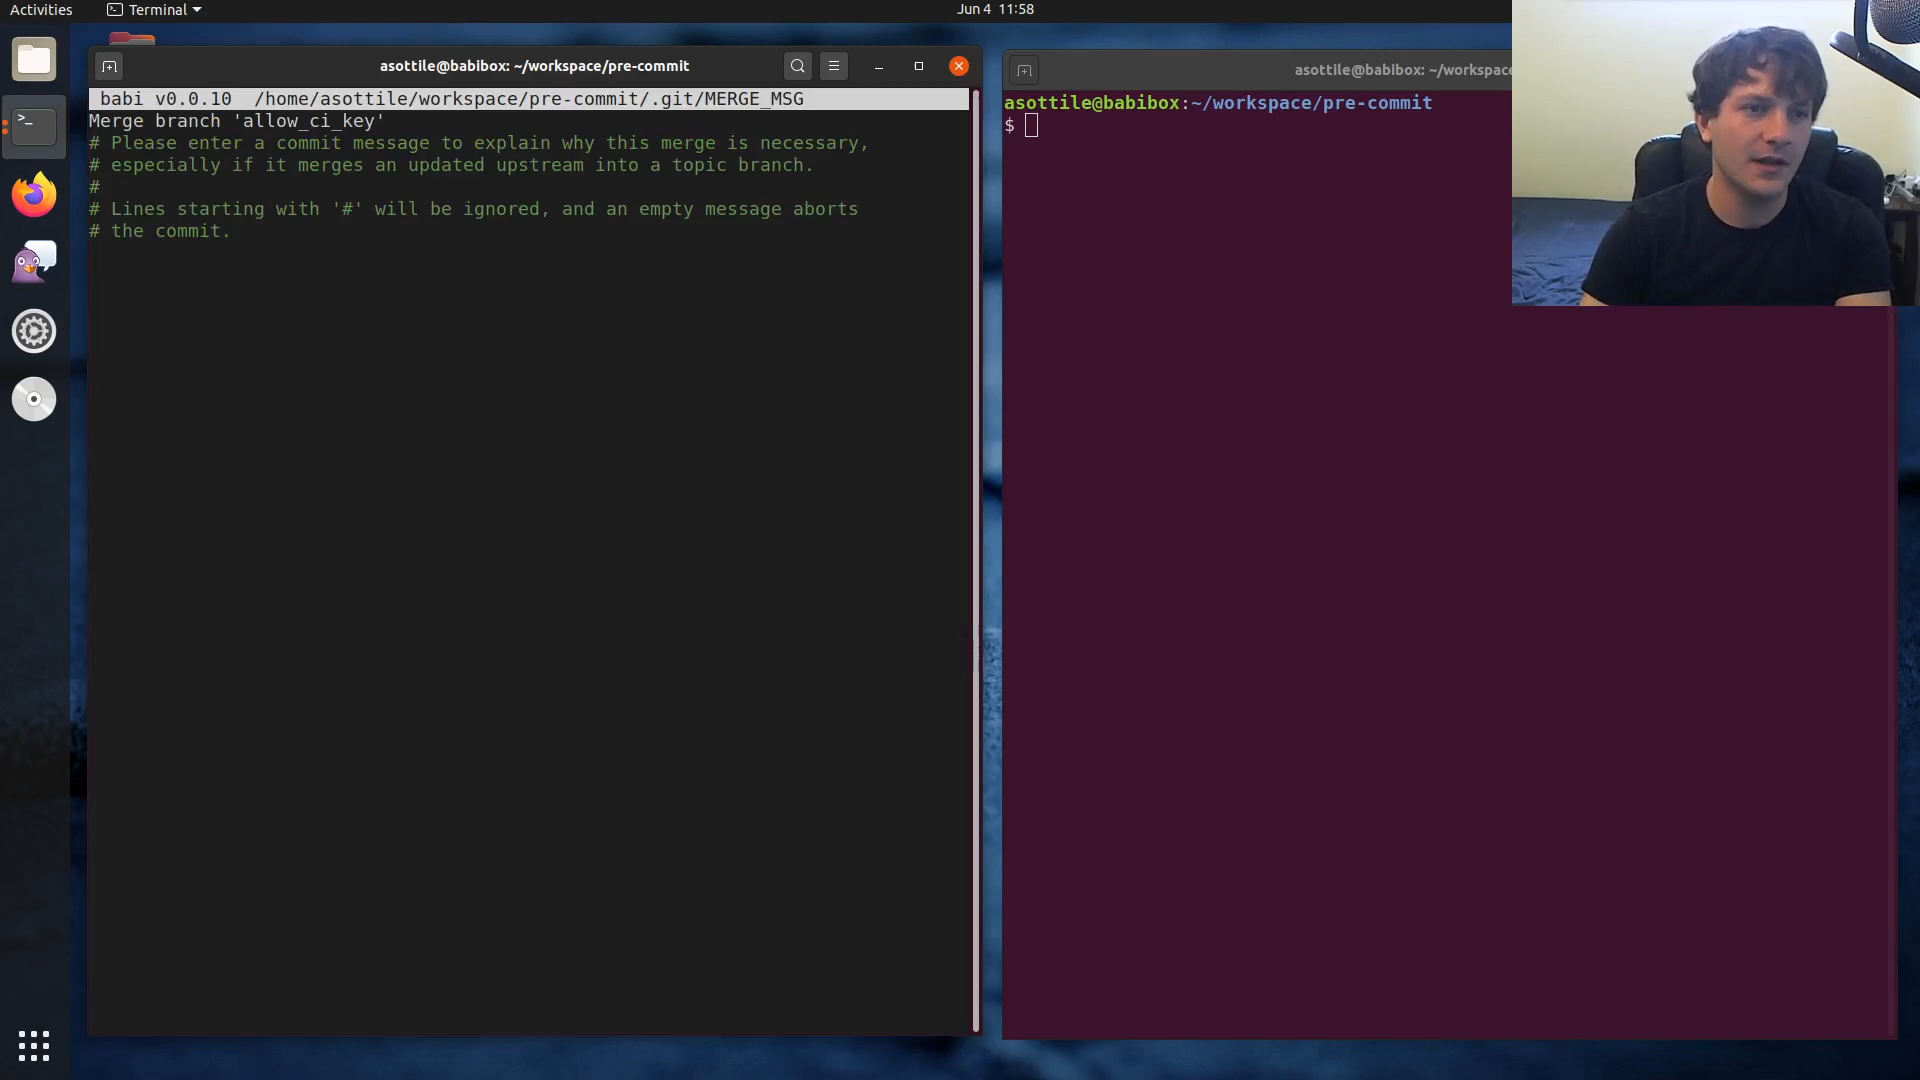 Activities
Terminal
Jun 4 11:58
asottile@babibox: ~/workspace/pre-commit
babi v0.0.10 /home/asottile/workspace/pre-commit/.git/MERGE_MSG
Merge branch 'allow_ci_key'
# Please enter a commit message to explain why this merge is necessary,
# especially if it merges an updated upstream into a topic branch.
#
# Lines starting with '#' will be ignored, and an empty message aborts
# the commit.
asottile@babibox: ~/workspace
asottile@babibox:~/workspace/pre-commit
$